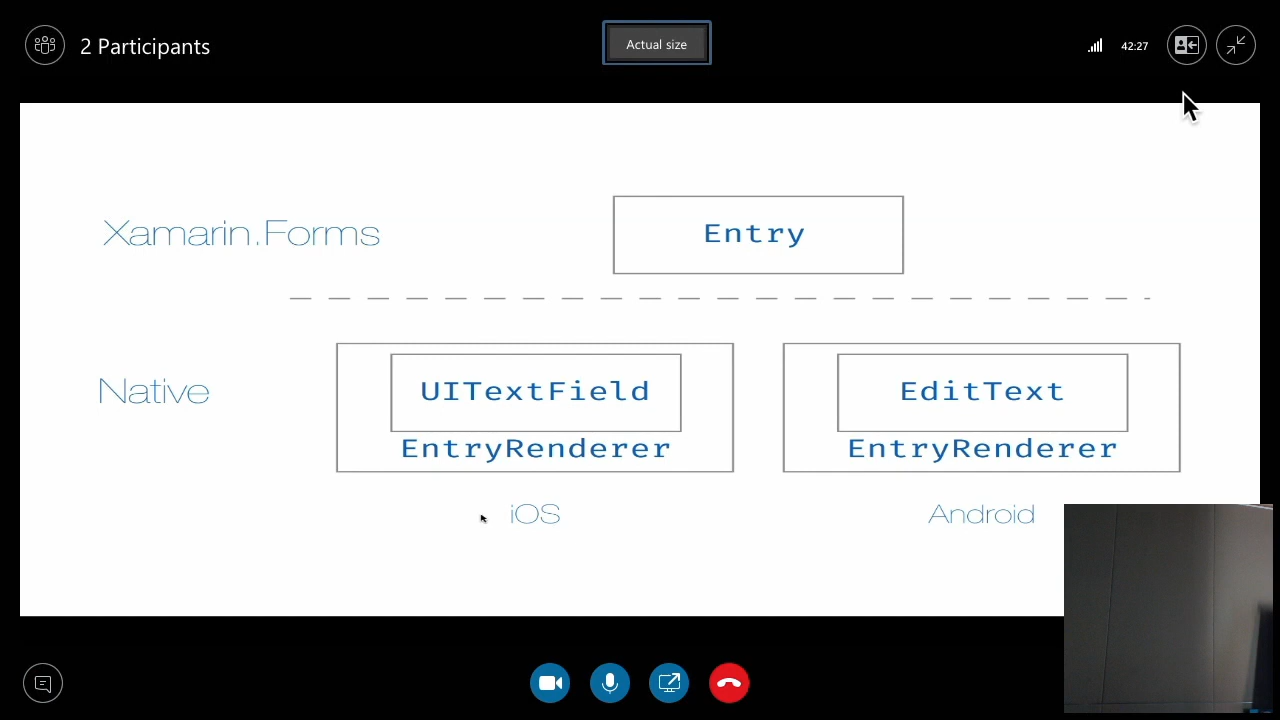 2 Participants
Actual size
42:27
Xamarin.Forms
Entry
Native
UITextField
EntryRenderer
EditText
EntryRenderer
iOS
Android